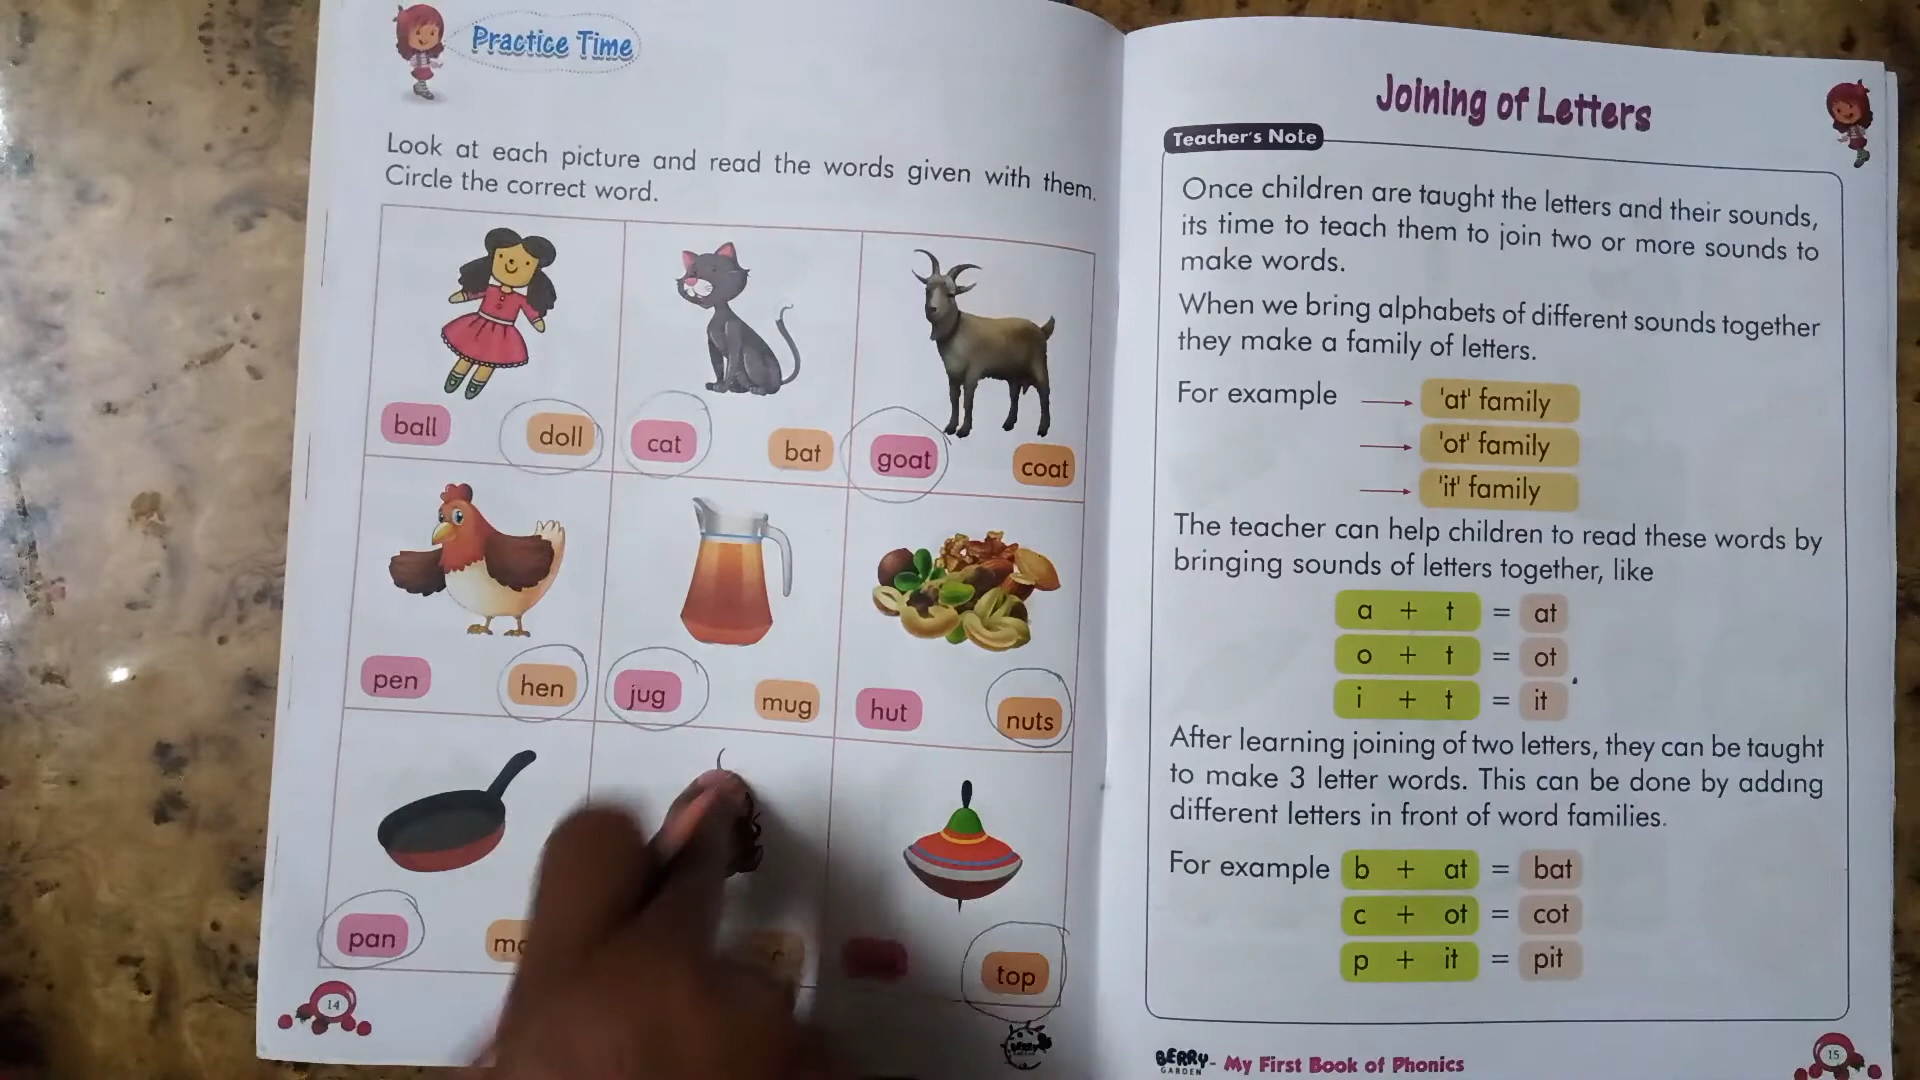 Practice Time
Look at each picture and read the words given with them.
Circle the correct word.
ball doll cat bat goat coat
pen hen jug mug hut nuts
pan top
14
Joining of Letters
Teacher's Note
Once children are taught the letters and their sounds,
its time to teach them to join two or more sounds to
make words.
When we bring alphabets of different sounds together
they make a family of letters.
For example 'at' family
'ot' family
'it' family
The teacher can help children to read these words by
bringing sounds of letters together, like
a + t = at
o + t = ot
i + t = it
After learning joining of two letters, they can be taught
to make 3 letter words. This can be done by adding
different letters in front of word families.
For example b + at = bat
c + ot = cot
p + it = pit
BERRY GARDEN - My First Book of Phonics
15